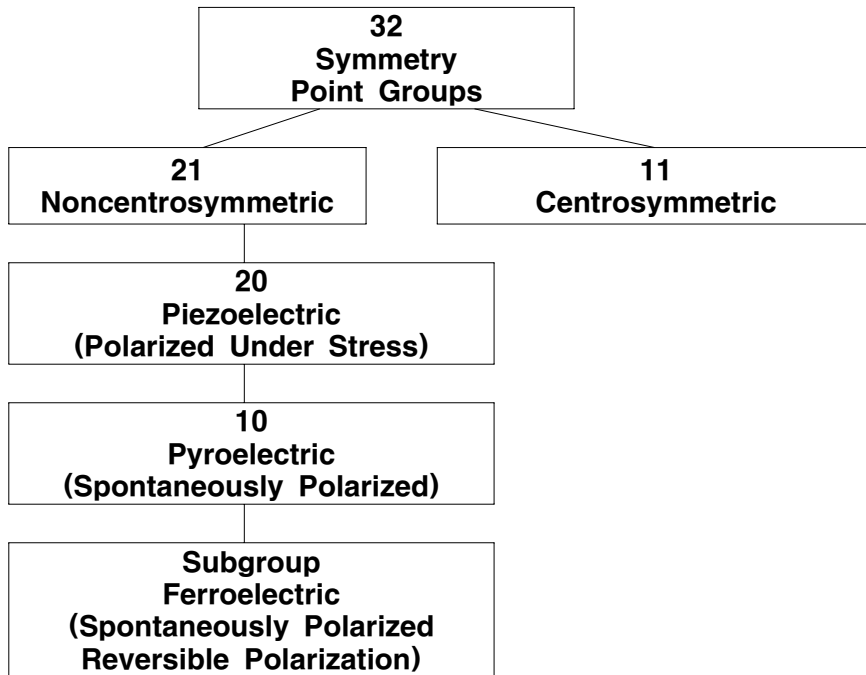 32
Symmetry
Point Groups
21
Noncentrosymmetric
11
Centrosymmetric
20
Piezoelectric
(Polarized Under Stress)
10
Pyroelectric
(Spontaneously Polarized)
Subgroup
Ferroelectric
(Spontaneously Polarized
Reversible Polarization)